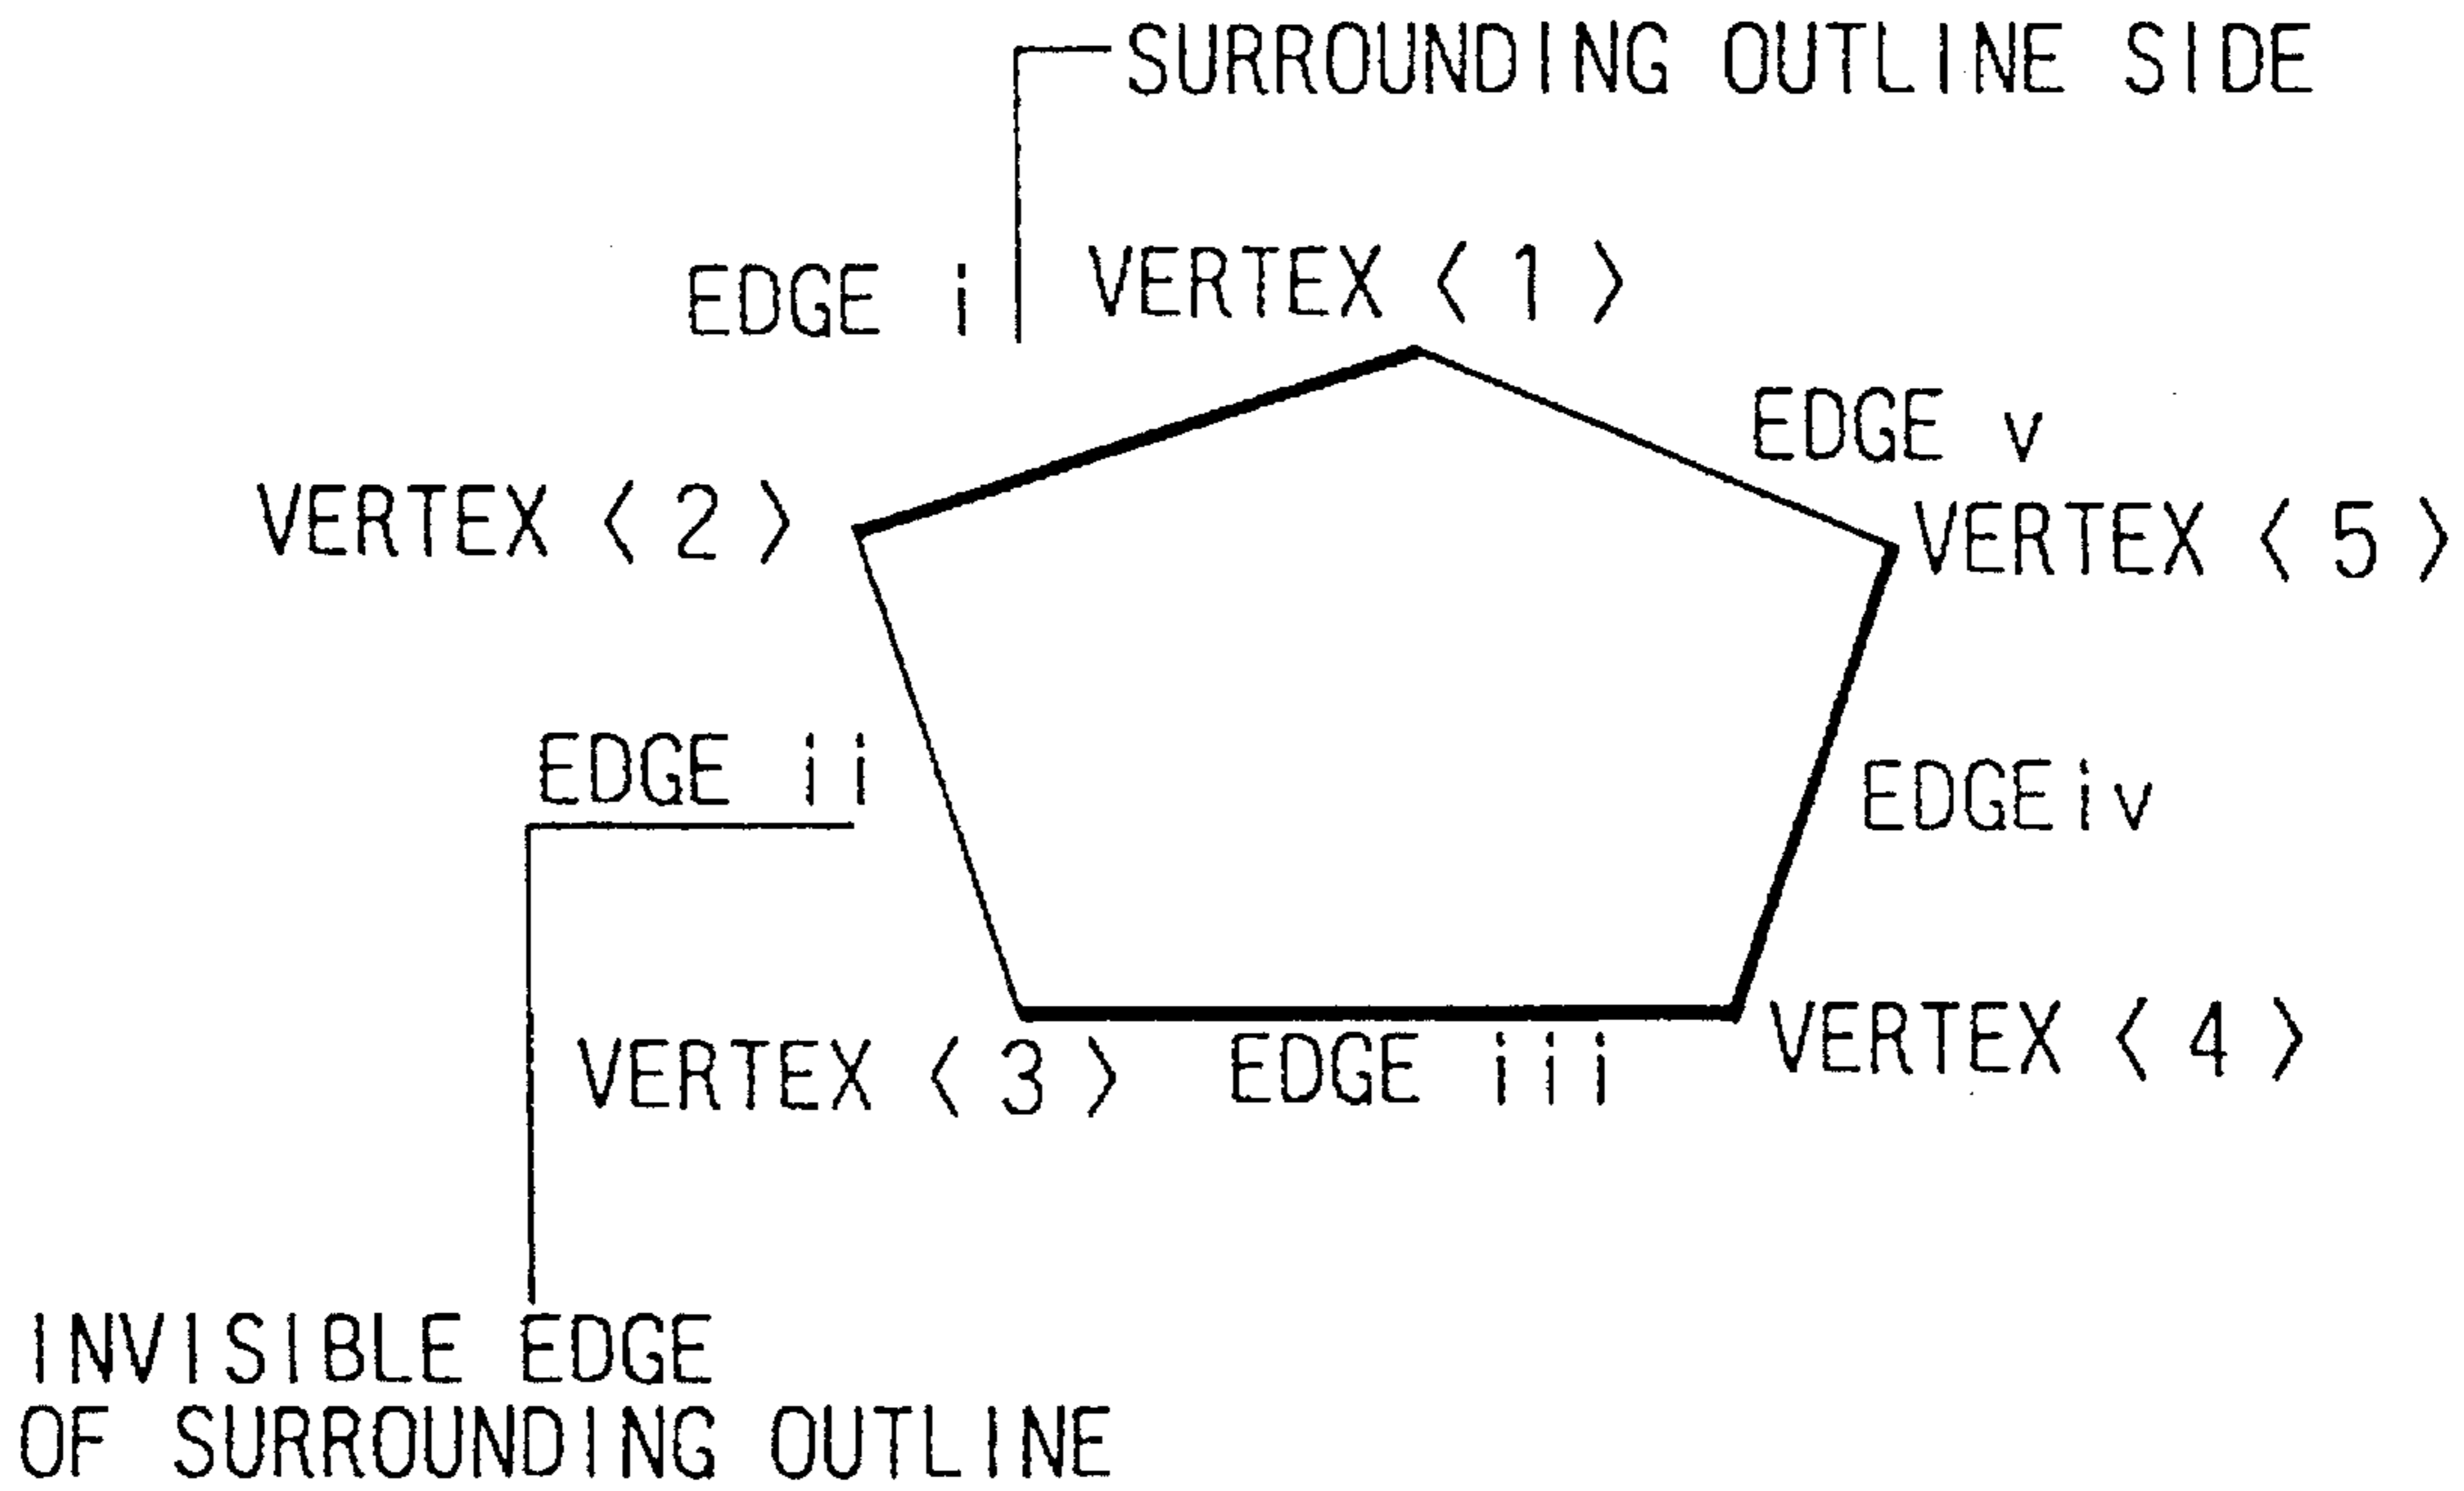 SURROUNDING OUTLINE SIDE
EDGE i
VERTEX 〈 1 〉
EDGE v
VERTEX 〈 2 〉
VERTEX 〈 5 〉
EDGE ii
EDGEiv
VERTEX 〈 4 〉
VERTEX 〈 3 〉
EDGE iii
INVISIBLE EDGE
OF SURROUNDING OUTLINE